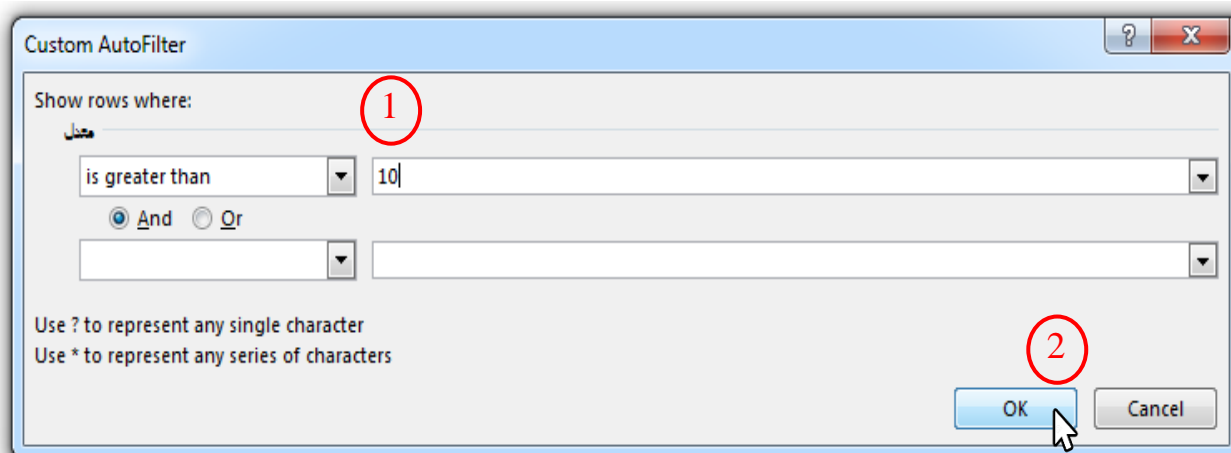 Custom AutoFilter
Show rows where:
1
معدل
is greater than 10
And Or
Use ? to represent any single character
Use * to represent any series of characters
2
OK Cancel